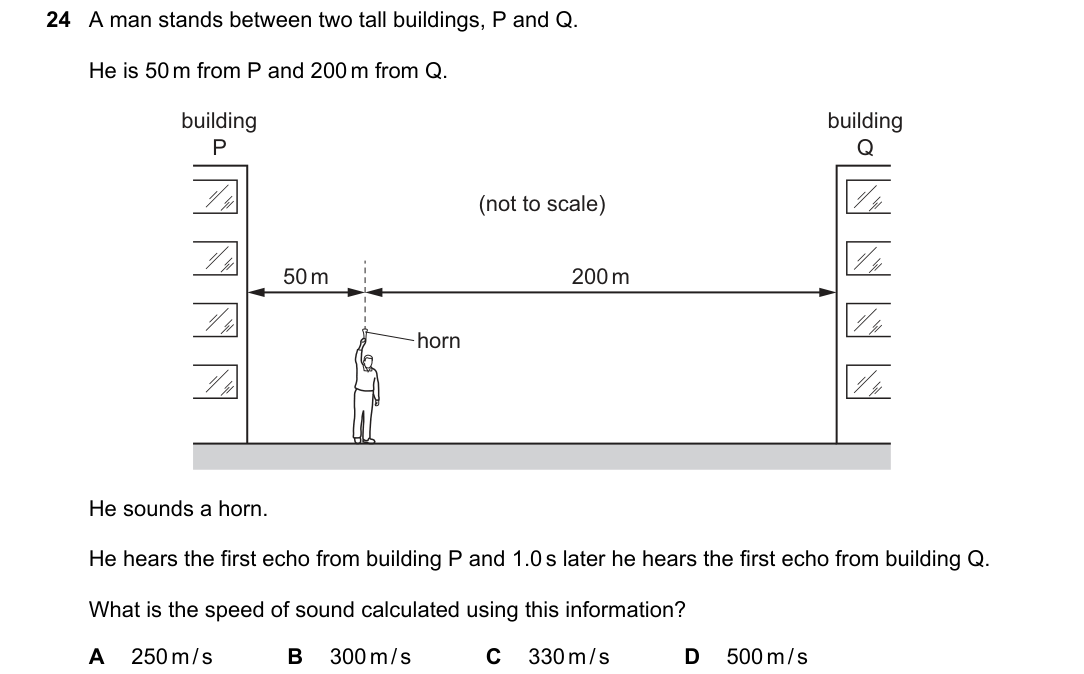 24 A man stands between two tall buildings, P and Q.
He is 50 m from P and 200 m from Q.
building building
P Q
(not to scale)
50 m 200 m
horn
He sounds a horn.
He hears the first echo from building P and 1.0 s later he hears the first echo from building Q.
What is the speed of sound calculated using this information?
A 250 m / s B 300 m / s C 330 m / s D 500 m / s